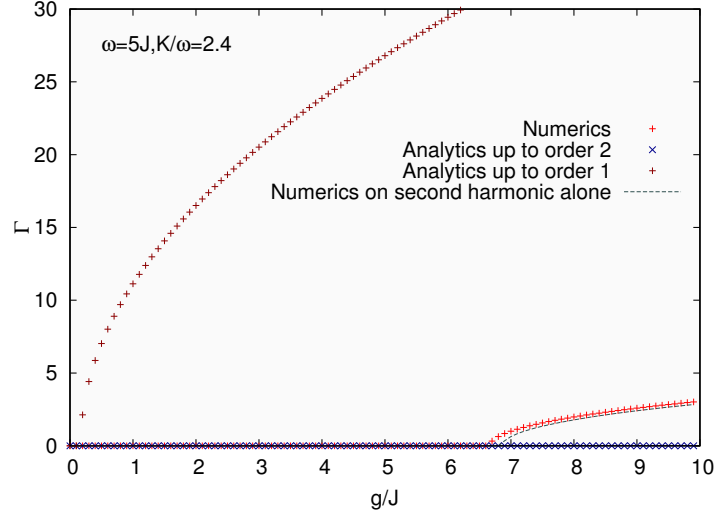 30
25
20
15
10
5
0
Γ
ω=5J,K/ω=2.4
Numerics
Analytics up to order 2
Analytics up to order 1
Numerics on second harmonic alone
0 1 2 3 4 5 6 7 8 9 10
g/J